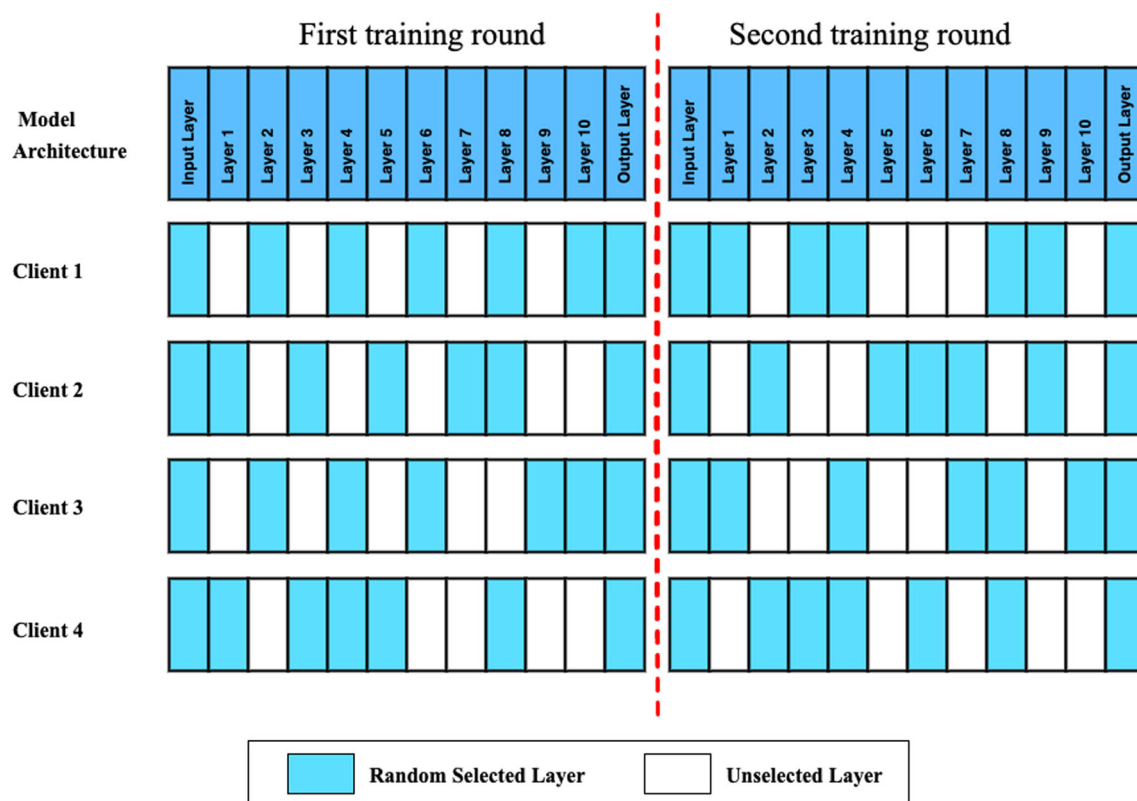 First training round
Second training round
Model
Architecture
Input Layer
Layer 1
Layer 2
Layer 3
Layer 4
Layer 5
Layer 6
Layer 7
Layer 8
Layer 9
Layer 10
Output Layer
Input Layer
Layer 1
Layer 2
Layer 3
Layer 4
Layer 5
Layer 6
Layer 7
Layer 8
Layer 9
Layer 10
Output Layer
Client 1
Client 2
Client 3
Client 4
Random Selected Layer
Unselected Layer